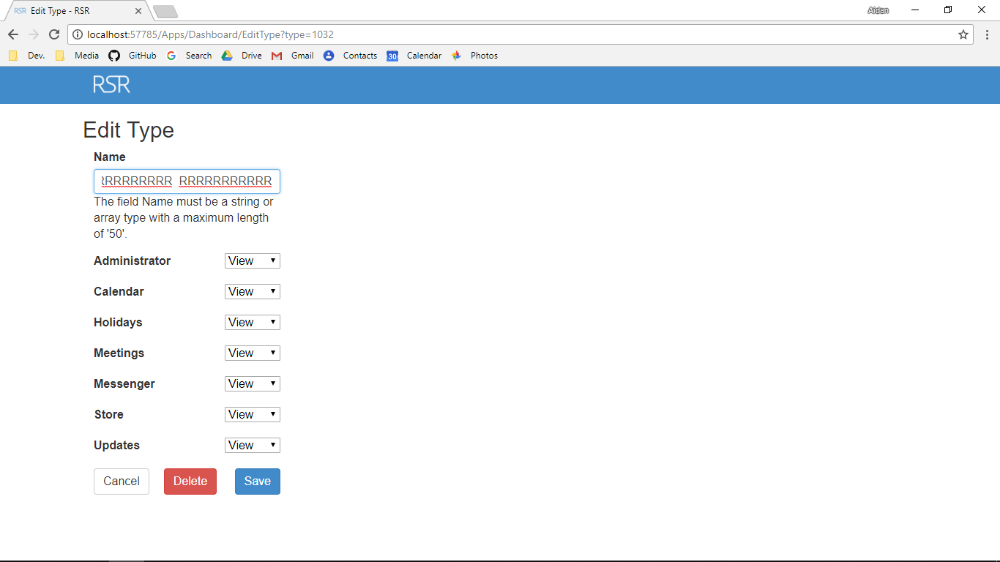 RSR Edit Type - RSR
Aidan
localhost:57785/Apps/Dashboard/EditType?type=1032
Dev. Media GitHub Search Drive Gmail 30 Contacts Calendar Photos
RSR
Edit Type
Name
RRRRRRRRR RRRRRRRRRRR
The field Name must be a string or
array type with a maximum length
of '50'.
Administrator View
Calendar View
Holidays View
Meetings View
Messenger View
Store View
Updates View
Cancel Delete Save